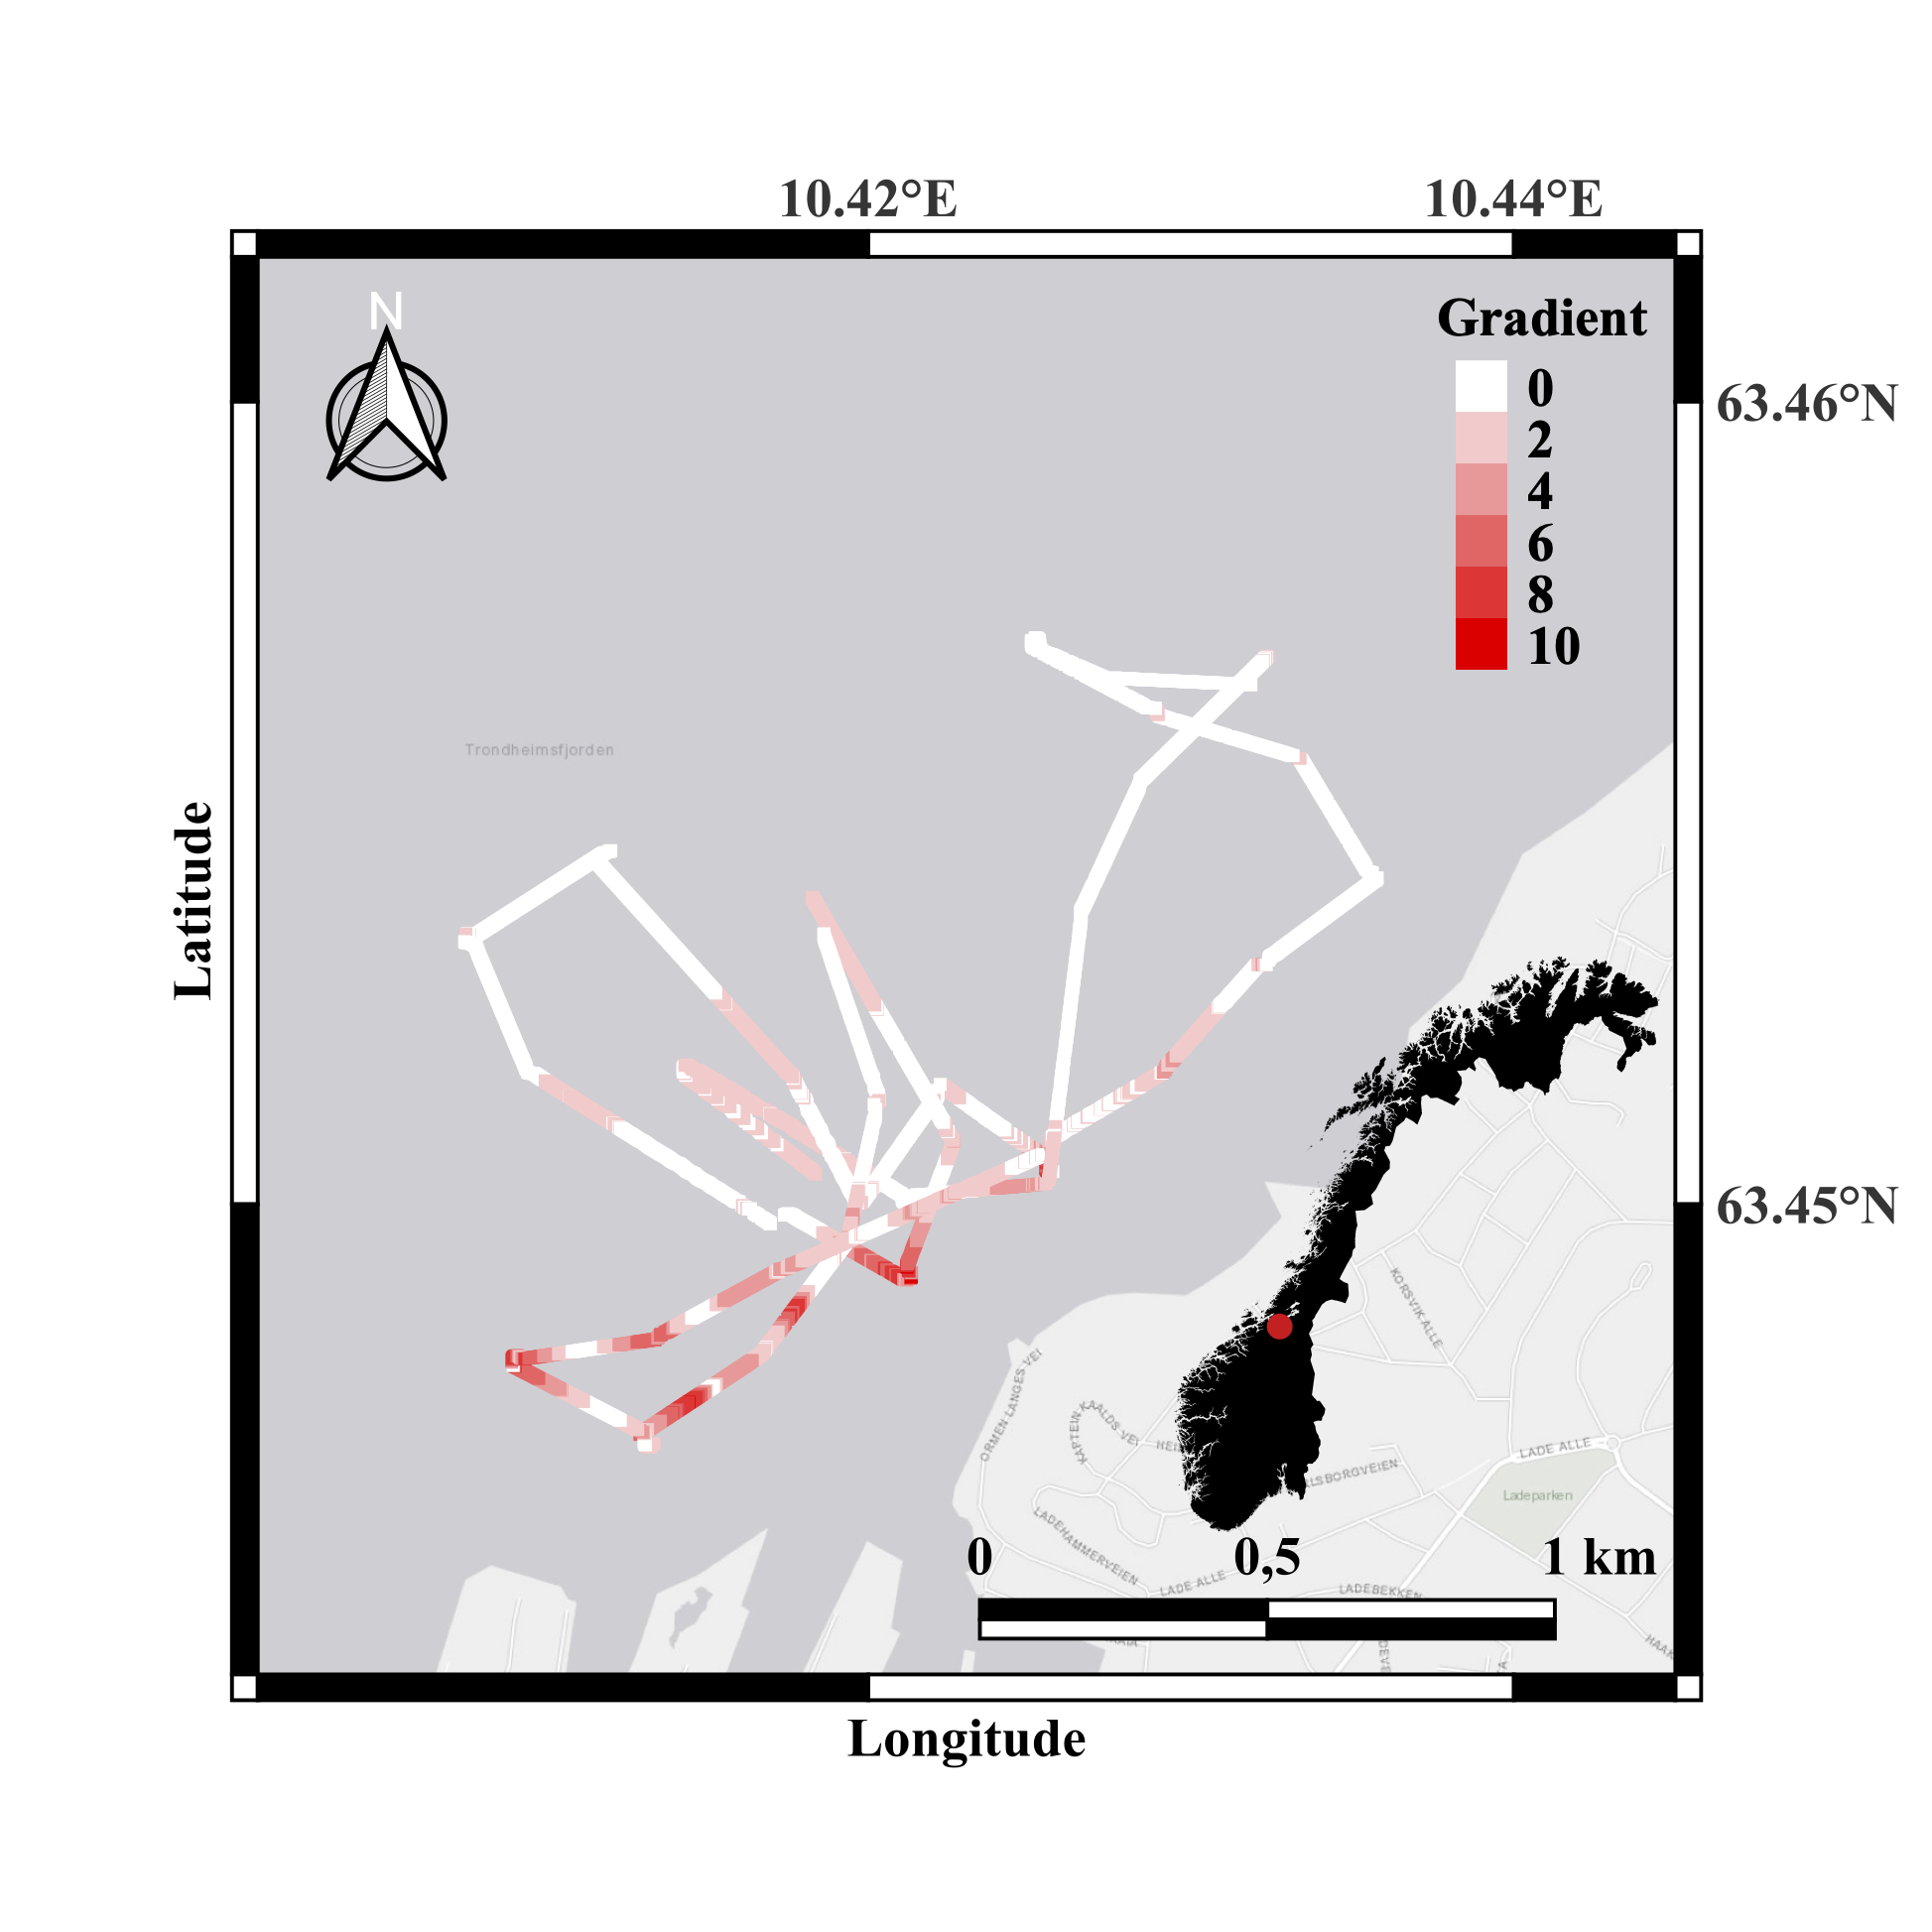 10.42°E
10.44°E
N
Gradient
0
2
4
6
8
10
63.46°N
Trondheimsfjorden
Latitude
63.45°N
KORSVIK ALLE
ORMEN LANGES VEI
KAPTEIN
KAALDS VEI
LADE ALLE
Ladeparken
LADEHAMMERVEIEN
LADE ALLE
LADEBEKKEN
0
0,5
1 km
Longitude